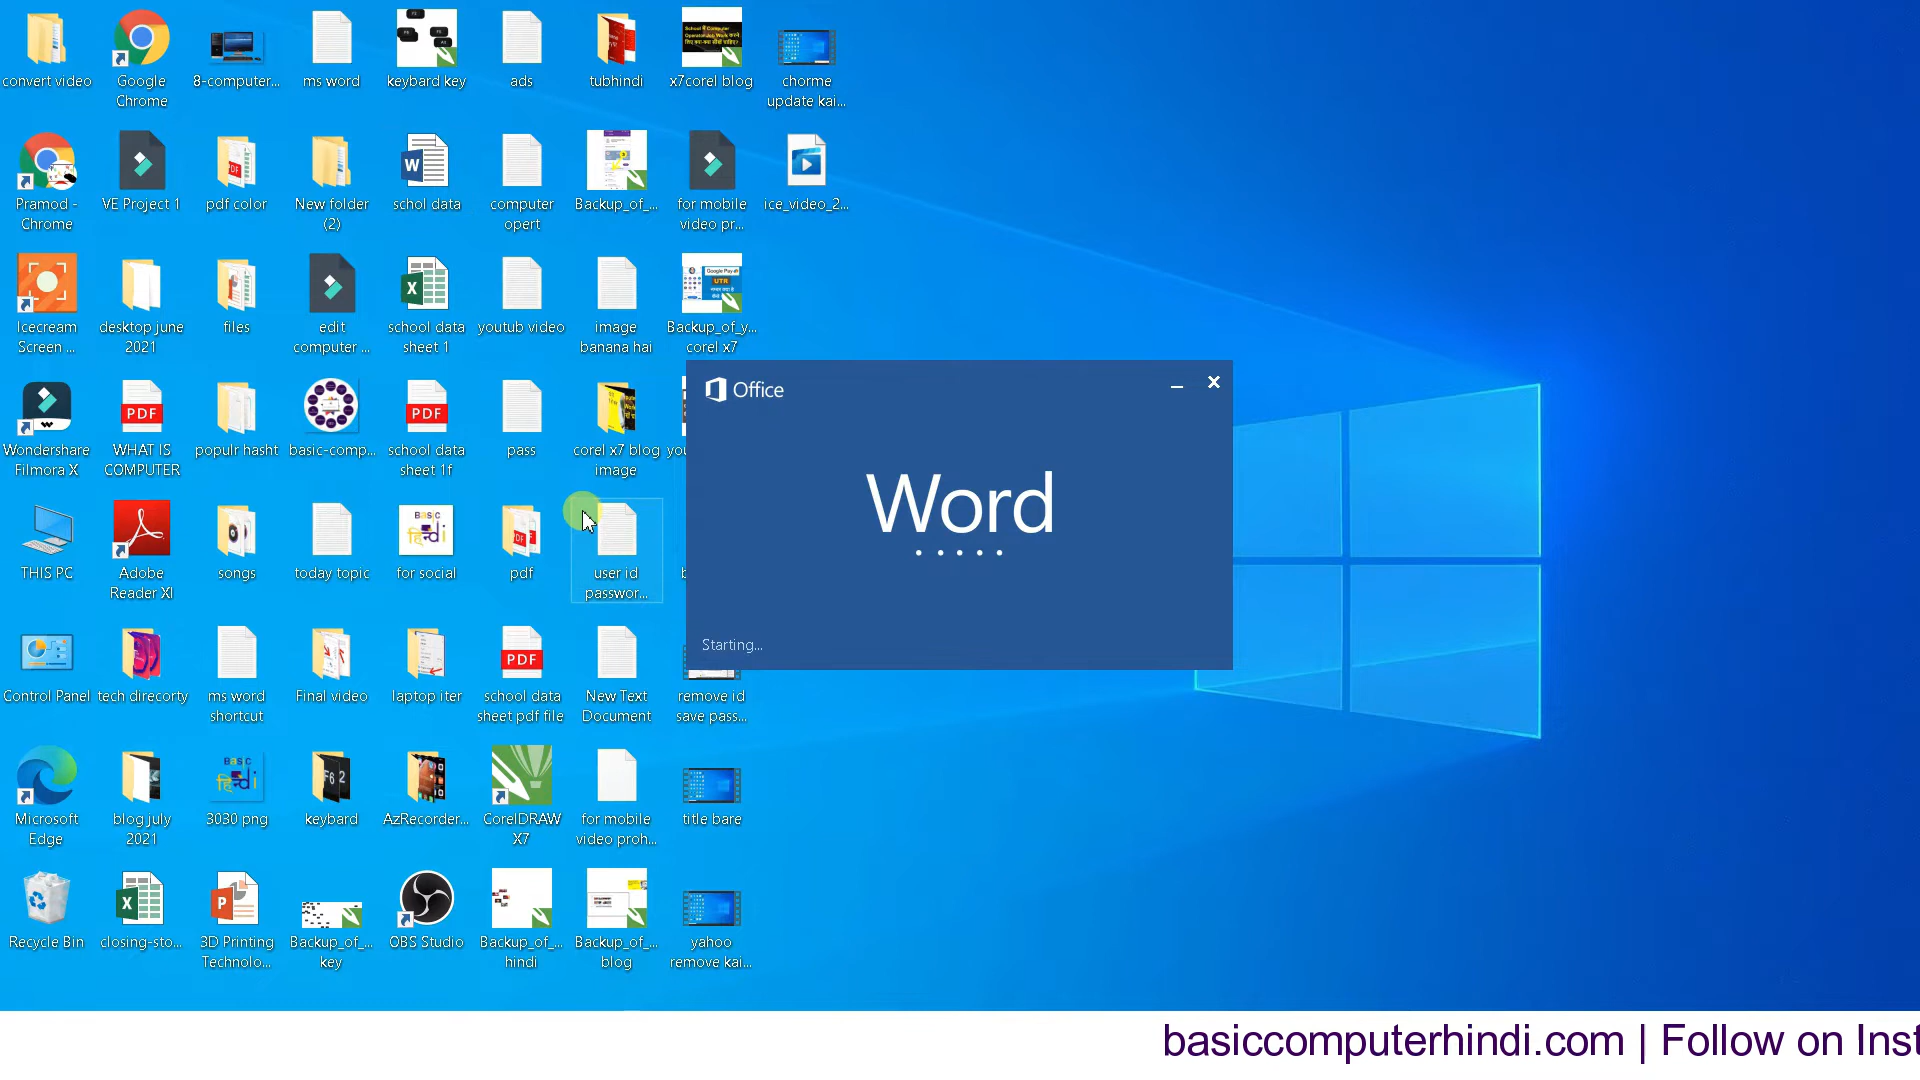 convert video
Google
Chrome
8-computer...
ms word
keybard key
ads
tubhindi
x7corel blog
chorme
update kai...
Pramod -
Chrome
VE Project 1
pdf color
New folder
(2)
schol data
computer
opert
Backup_of_...
for mobile
video pr...
ice_video_2...
Icecream
Screen ...
desktop june
2021
files
edit
computer ...
school data
sheet 1
youtub video
image
banana hai
Backup_of_y...
corel x7
Wondershare
Filmora X
PDF
WHAT IS
COMPUTER
populr hasht
basic-comp...
PDF
school data
sheet 1f
pass
corel x7 blog
image
Office
Word
Starting...
THIS PC
Adobe
Reader XI
songs
today topic
for social
pdf
user id
passwor...
Control Panel
tech direcorty
ms word
shortcut
Final video
laptop iter
PDF
school data
sheet pdf file
New Text
Document
remove id
save pass...
Microsoft
Edge
blog july
2021
3030 png
keybard
AzRecorder...
CorelDRAW
X7
for mobile
video proh...
title bare
Recycle Bin
closing-sto...
3D Printing
Technolo...
Backup_of_...
key
OBS Studio
Backup_of_...
hindi
Backup_of_...
blog
yahoo
remove kai...
basiccomputerhindi.com | Follow on Inst